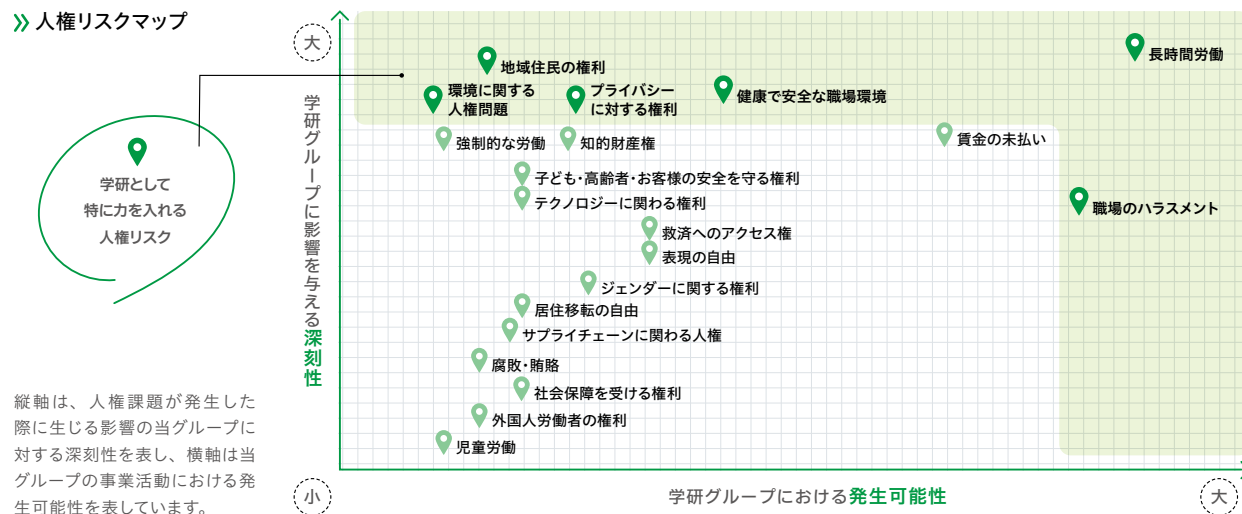 人権リスクマップ
大
地域住民の権利
長時間労働
環境に関する
人権問題
プライバシー
に対する権利
健康で安全な職場環境
強制的な労働
知的財産権
賃金の未払い
子ども・高齢者・お客様の安全を守る権利
テクノロジーに関わる権利
職場のハラスメント
救済へのアクセス権
表現の自由
ジェンダーに関する権利
居住移転の自由
サプライチェーンに関わる人権
腐敗・賄賂
社会保障を受ける権利
外国人労働者の権利
児童労働
学研グループに影響を与える深刻性
学研として
特に力を入れる
人権リスク
縦軸は、人権課題が発生した
際に生じる影響の当グループに
対する深刻性を表し、横軸は当
グループの事業活動における発
生可能性を表しています。
小
学研グループにおける発生可能性
大